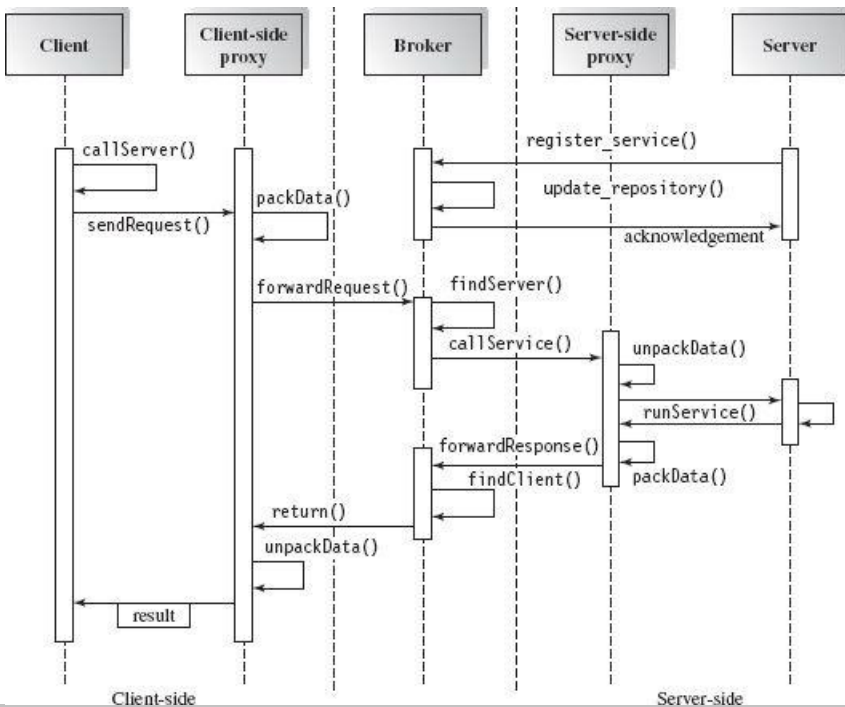 Client
Client-side
proxy
Broker
Server-side
proxy
Server
register_service()
callServer()
update_repository()
packData()
sendRequest()
acknowledgement
forwardRequest()
findServer()
callService()
unpackData()
runService()
forwardResponse()
findClient()
packData()
return()
unpackData()
result
Client-side
Server-side